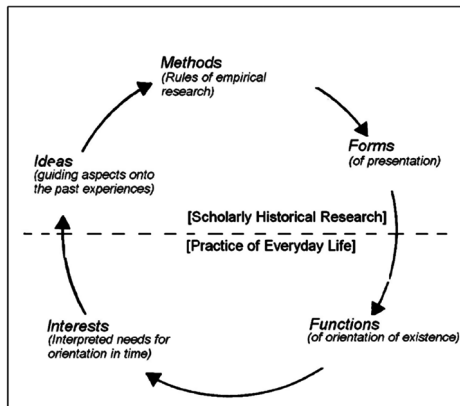 Methods
(Rules of empirical
research)
Forms
(of presentation)
Ideas
(guiding aspects onto
the past experiences)
[Scholarly Historical Research]
[Practice of Everyday Life]
Interests
(Interpreted needs for
orientation in time)
Functions
(of orientation of existence)